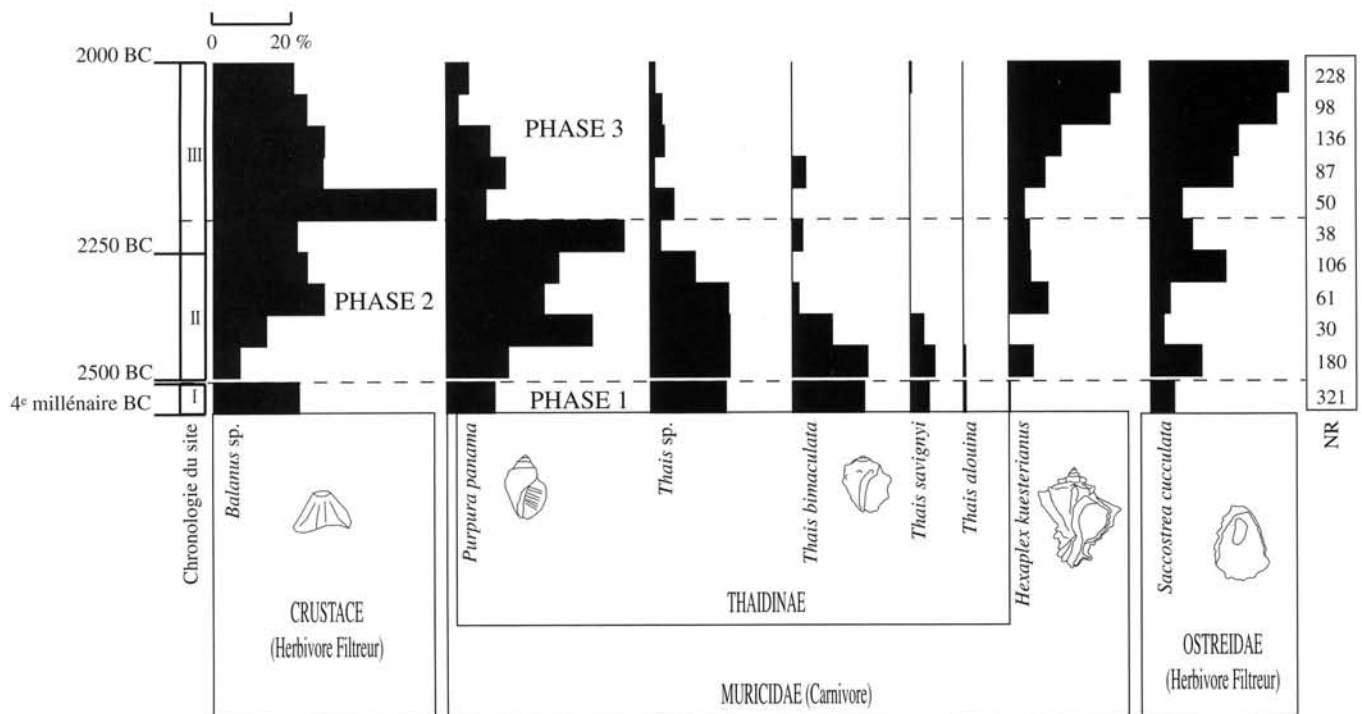 0 20 %
2000 BC
2250 BC
2500 BC
4e millénaire BC
III
II
I
PHASE 3
PHASE 2
PHASE 1
228
98
136
87
50
38
106
61
30
180
321
NR
Chronologie du site
Balanus sp.
Purpura panama
Thais sp.
Thais bimaculata
Thais savignyi
Thais alouina
Hexaplex kuesterianus
Saccostrea cucculata
CRUSTACE
(Herbivore Filtreur)
THAIDINAE
MURICIDAE (Carnivore)
OSTREIDAE
(Herbivore Filtreur)